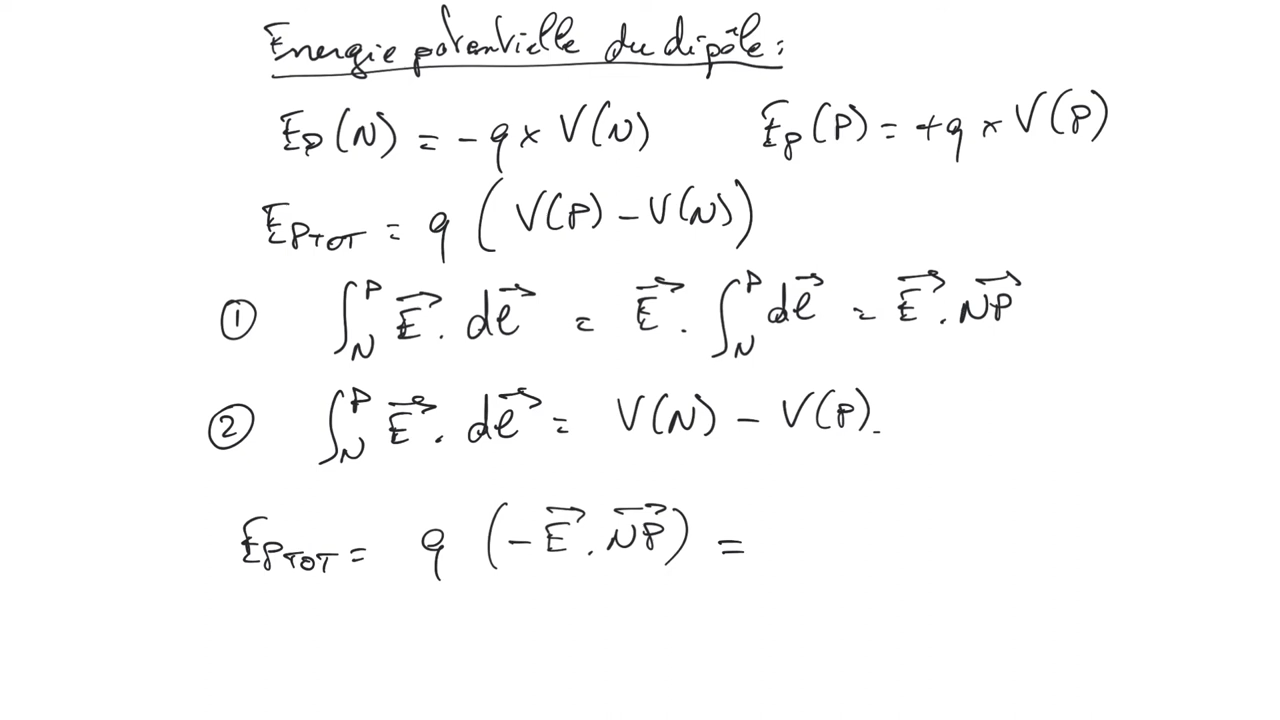 Energie potentielle du dipôle :
Ep(N) = -q × V(N)    Ep(P) = +q × V(P)
EpTOT = q (V(P) - V(N))
① ∫_N^P E⃗ . dℓ⃗ = E⃗ . ∫_N^P dℓ⃗ = E⃗ . NP⃗
② ∫_N^P E⃗ . dℓ⃗ = V(N) - V(P).
EpTOT = q (-E⃗ . NP⃗) =